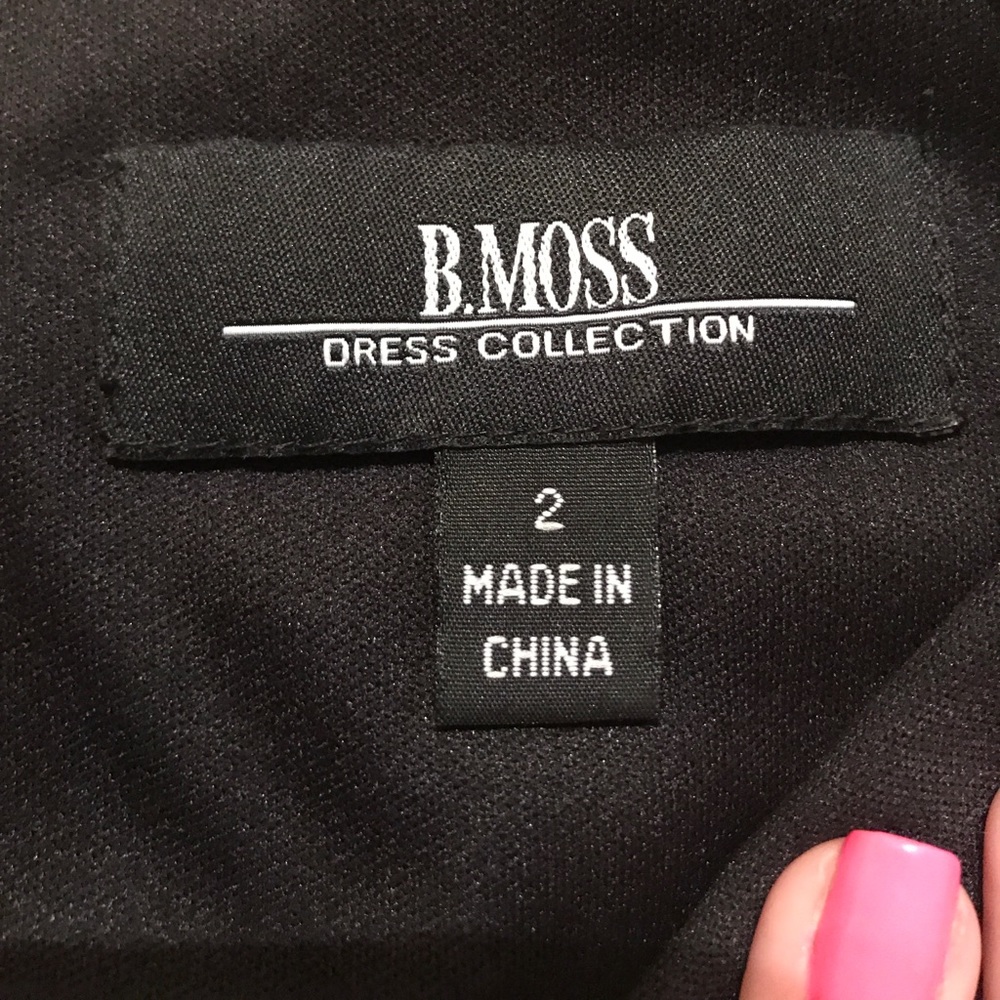 B.MOSS
DRESS COLLECTION
2
MADE IN
CHINA